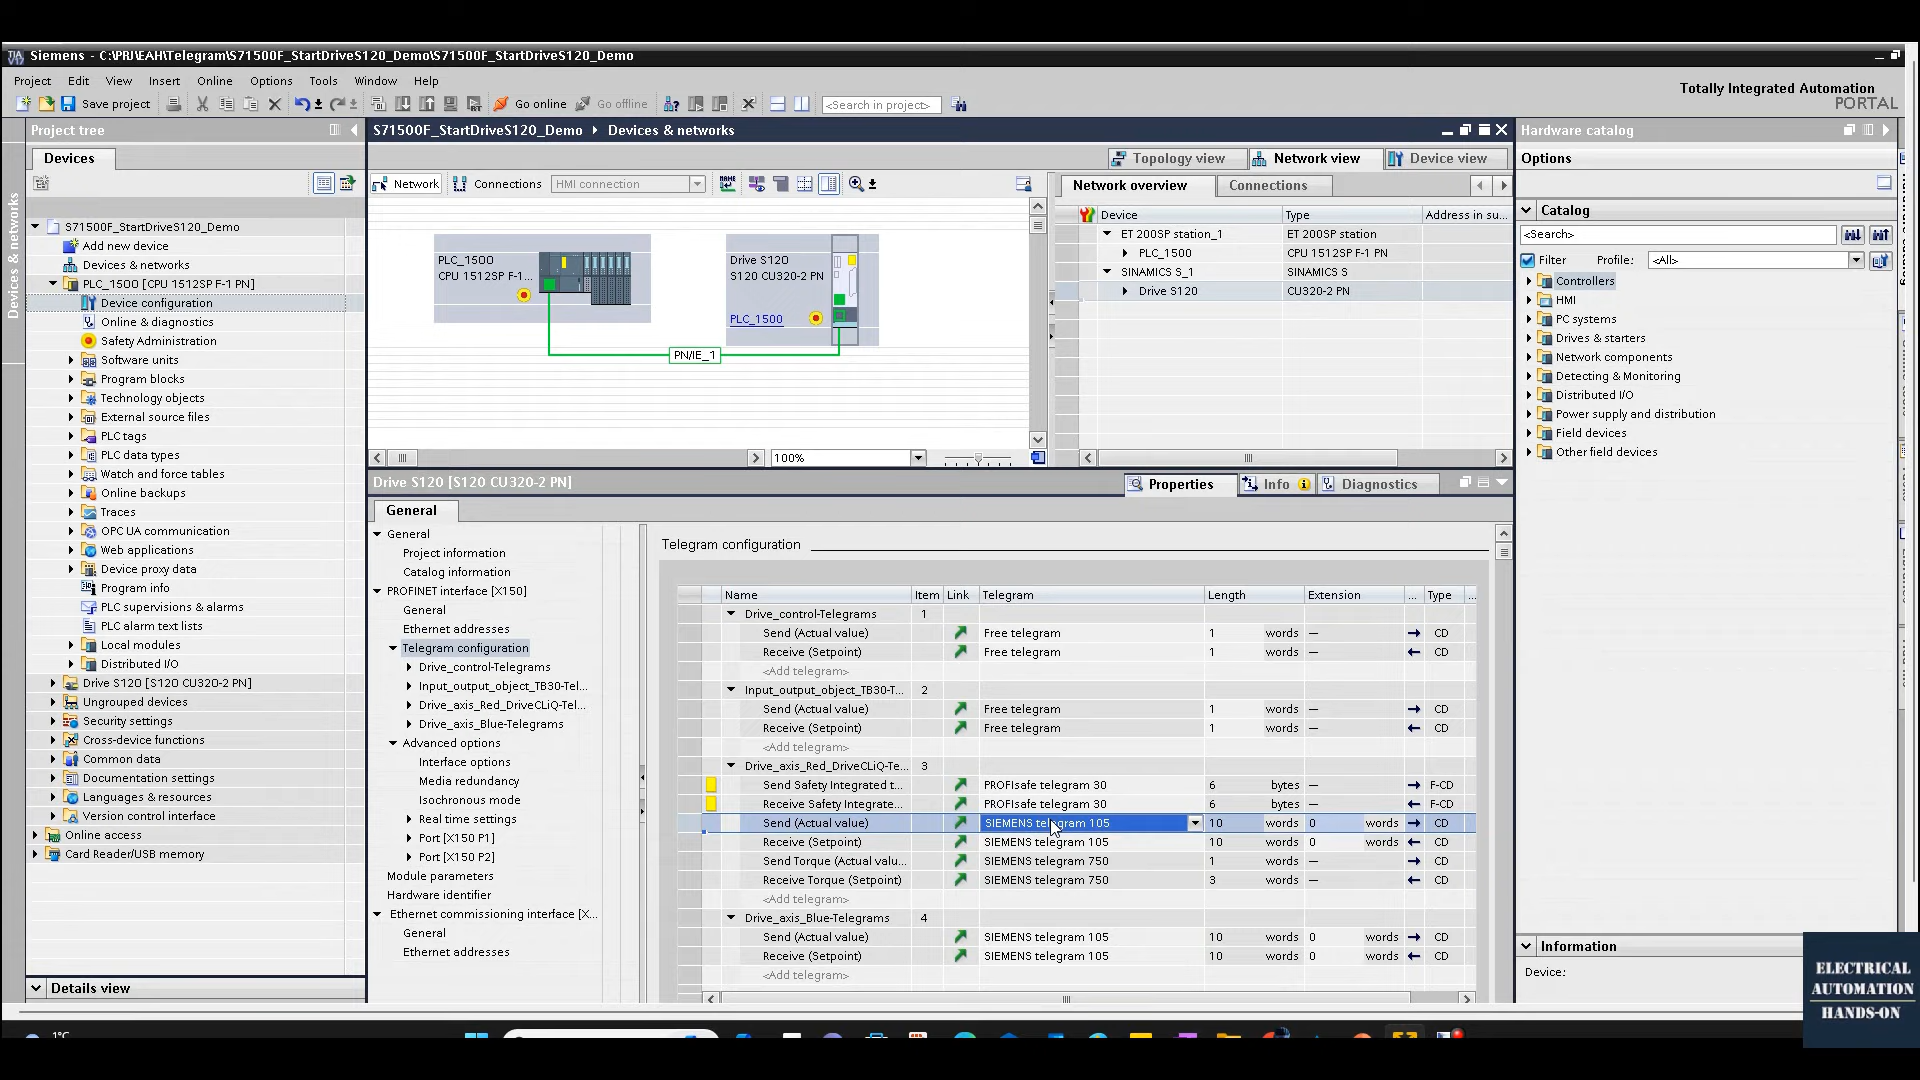 Siemens - C:\PRJ\EAH\Telegram\S71500F_StartDriveS120_Demo\S71500F_StartDriveS120_Demo
Project Edit View Insert Online Options Tools Window Help
Totally Integrated Automation
PORTAL
Save project
Go online
Go offline
<Search in project>
Project tree
Devices
Devices & networks
S71500F_StartDriveS120_Demo
Add new device
Devices & networks
PLC_1500 [CPU 1512SP F-1 PN]
Device configuration
Online & diagnostics
Safety Administration
Software units
Program blocks
Technology objects
External source files
PLC tags
PLC data types
Watch and force tables
Online backups
Traces
OPC UA communication
Web applications
Device proxy data
Program info
PLC supervisions & alarms
PLC alarm text lists
Local modules
Distributed I/O
Drive S120 [S120 CU320-2 PN]
Ungrouped devices
Security settings
Cross-device functions
Common data
Documentation settings
Languages & resources
Version control interface
Online access
Card Reader/USB memory
Details view
S71500F_StartDriveS120_Demo Devices & networks
Topology view
Network view
Device view
Network
Connections
HMI connection
PLC_1500
CPU 1512SP F-1...
Drive S120
S120 CU320-2 PN
PLC_1500
PN/IE_1
100%
Network overview
Connections
Device Type Address in su...
ET 200SP station_1 ET 200SP station
PLC_1500 CPU 1512SP F-1 PN
SINAMICS S_1 SINAMICS S
Drive S120 CU320-2 PN
Drive S120 [S120 CU320-2 PN]
Properties
Info
Diagnostics
General
General
Project information
Catalog information
PROFINET interface [X150]
General
Ethernet addresses
Telegram configuration
Drive_control-Telegrams
Input_output_object_TB30-Tel...
Drive_axis_Red_DriveCLiQ-Tel...
Drive_axis_Blue-Telegrams
Advanced options
Interface options
Media redundancy
Isochronous mode
Real time settings
Port [X150 P1]
Port [X150 P2]
Module parameters
Hardware identifier
Ethernet commissioning interface [X...
General
Ethernet addresses
Telegram configuration
Name Item Link Telegram Length Extension ... Type ...
Drive_control-Telegrams 1
Send (Actual value) Free telegram 1 words — CD
Receive (Setpoint) Free telegram 1 words — CD
<Add telegram>
Input_output_object_TB30-T... 2
Send (Actual value) Free telegram 1 words — CD
Receive (Setpoint) Free telegram 1 words — CD
<Add telegram>
Drive_axis_Red_DriveCLiQ-Te... 3
Send Safety Integrated t... PROFIsafe telegram 30 6 bytes — F-CD
Receive Safety Integrate... PROFIsafe telegram 30 6 bytes — F-CD
Send (Actual value) SIEMENS telegram 105 10 words 0 words CD
Receive (Setpoint) SIEMENS telegram 105 10 words 0 words CD
Send Torque (Actual valu... SIEMENS telegram 750 1 words — CD
Receive Torque (Setpoint) SIEMENS telegram 750 3 words — CD
<Add telegram>
Drive_axis_Blue-Telegrams 4
Send (Actual value) SIEMENS telegram 105 10 words 0 words CD
Receive (Setpoint) SIEMENS telegram 105 10 words 0 words CD
<Add telegram>
Hardware catalog
Options
Catalog
<Search>
Filter Profile: <All>
Controllers
HMI
PC systems
Drives & starters
Network components
Detecting & Monitoring
Distributed I/O
Power supply and distribution
Field devices
Other field devices
Information
Device:
ELECTRICAL
AUTOMATION
HANDS-ON
1°C